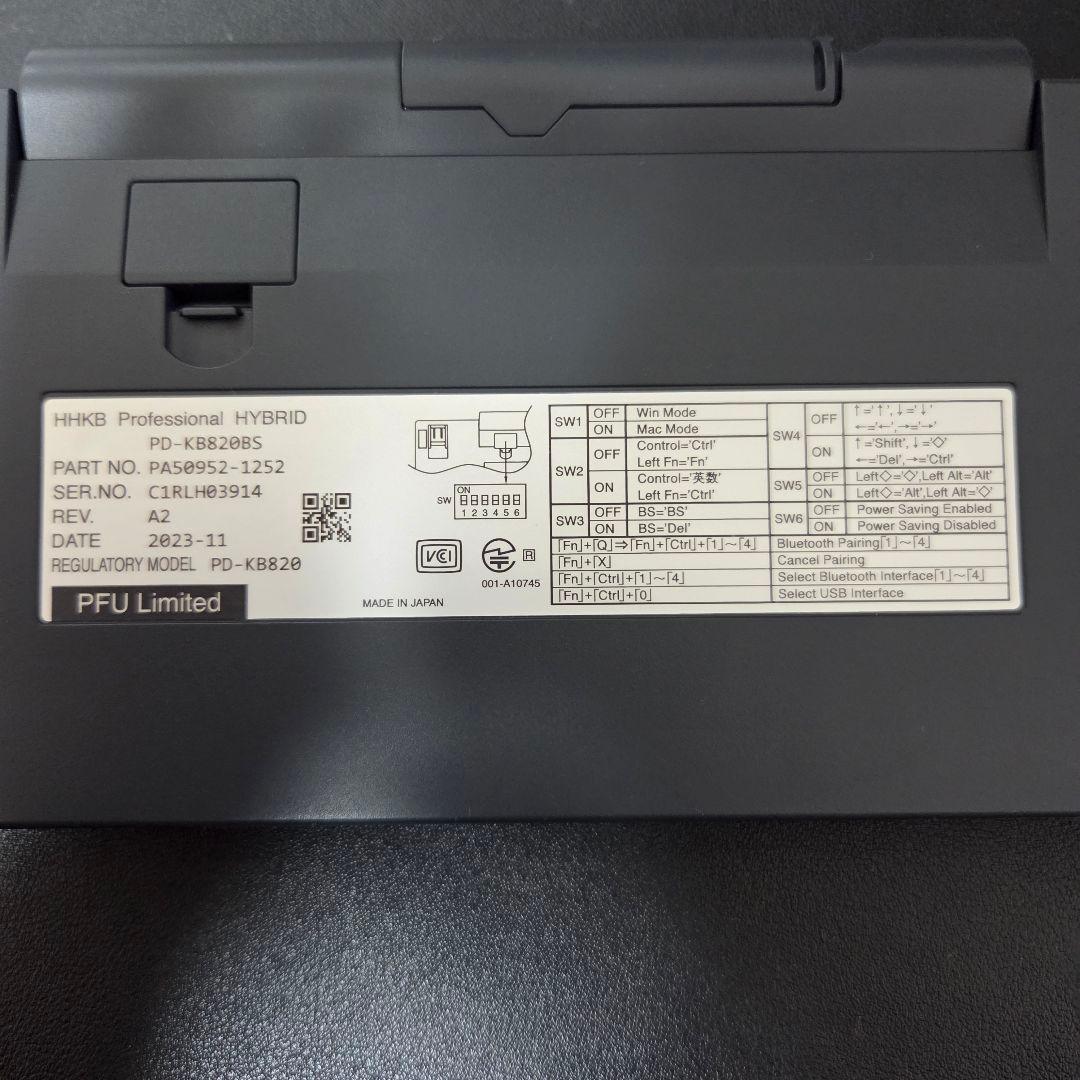 HHKB Professional HYBRID
PD-KB820BS
PART NO. PA50952-1252
SER.NO. C1RLH03914
REV. A2
DATE 2023-11
REGULATORY MODEL PD-KB820
PFU Limited
MADE IN JAPAN
SW
ON
1 2 3 4 5 6
VCI
R
001-A10745
SW1 OFF Win Mode
ON Mac Mode
SW2 OFF Control='Ctrl'
Left Fn='Fn'
ON Control='英数'
Left Fn='Ctrl'
SW3 OFF BS='BS'
ON BS='Del'
SW4 OFF ↑='↑', ↓='↓'
←='←', →='→'
ON ↑='Shift', ↓='◇'
←='Del', →='Ctrl'
SW5 OFF Left◇='◇', Left Alt='Alt'
ON Left◇='Alt', Left Alt='◇'
SW6 OFF Power Saving Enabled
ON Power Saving Disabled
「Fn」+「Q」⇒「Fn」+「Ctrl」+「1」~「4」 Bluetooth Pairing「1」~「4」
「Fn」+「X」 Cancel Pairing
「Fn」+「Ctrl」+「1」~「4」 Select Bluetooth Interface「1」~「4」
「Fn」+「Ctrl」+「0」 Select USB Interface